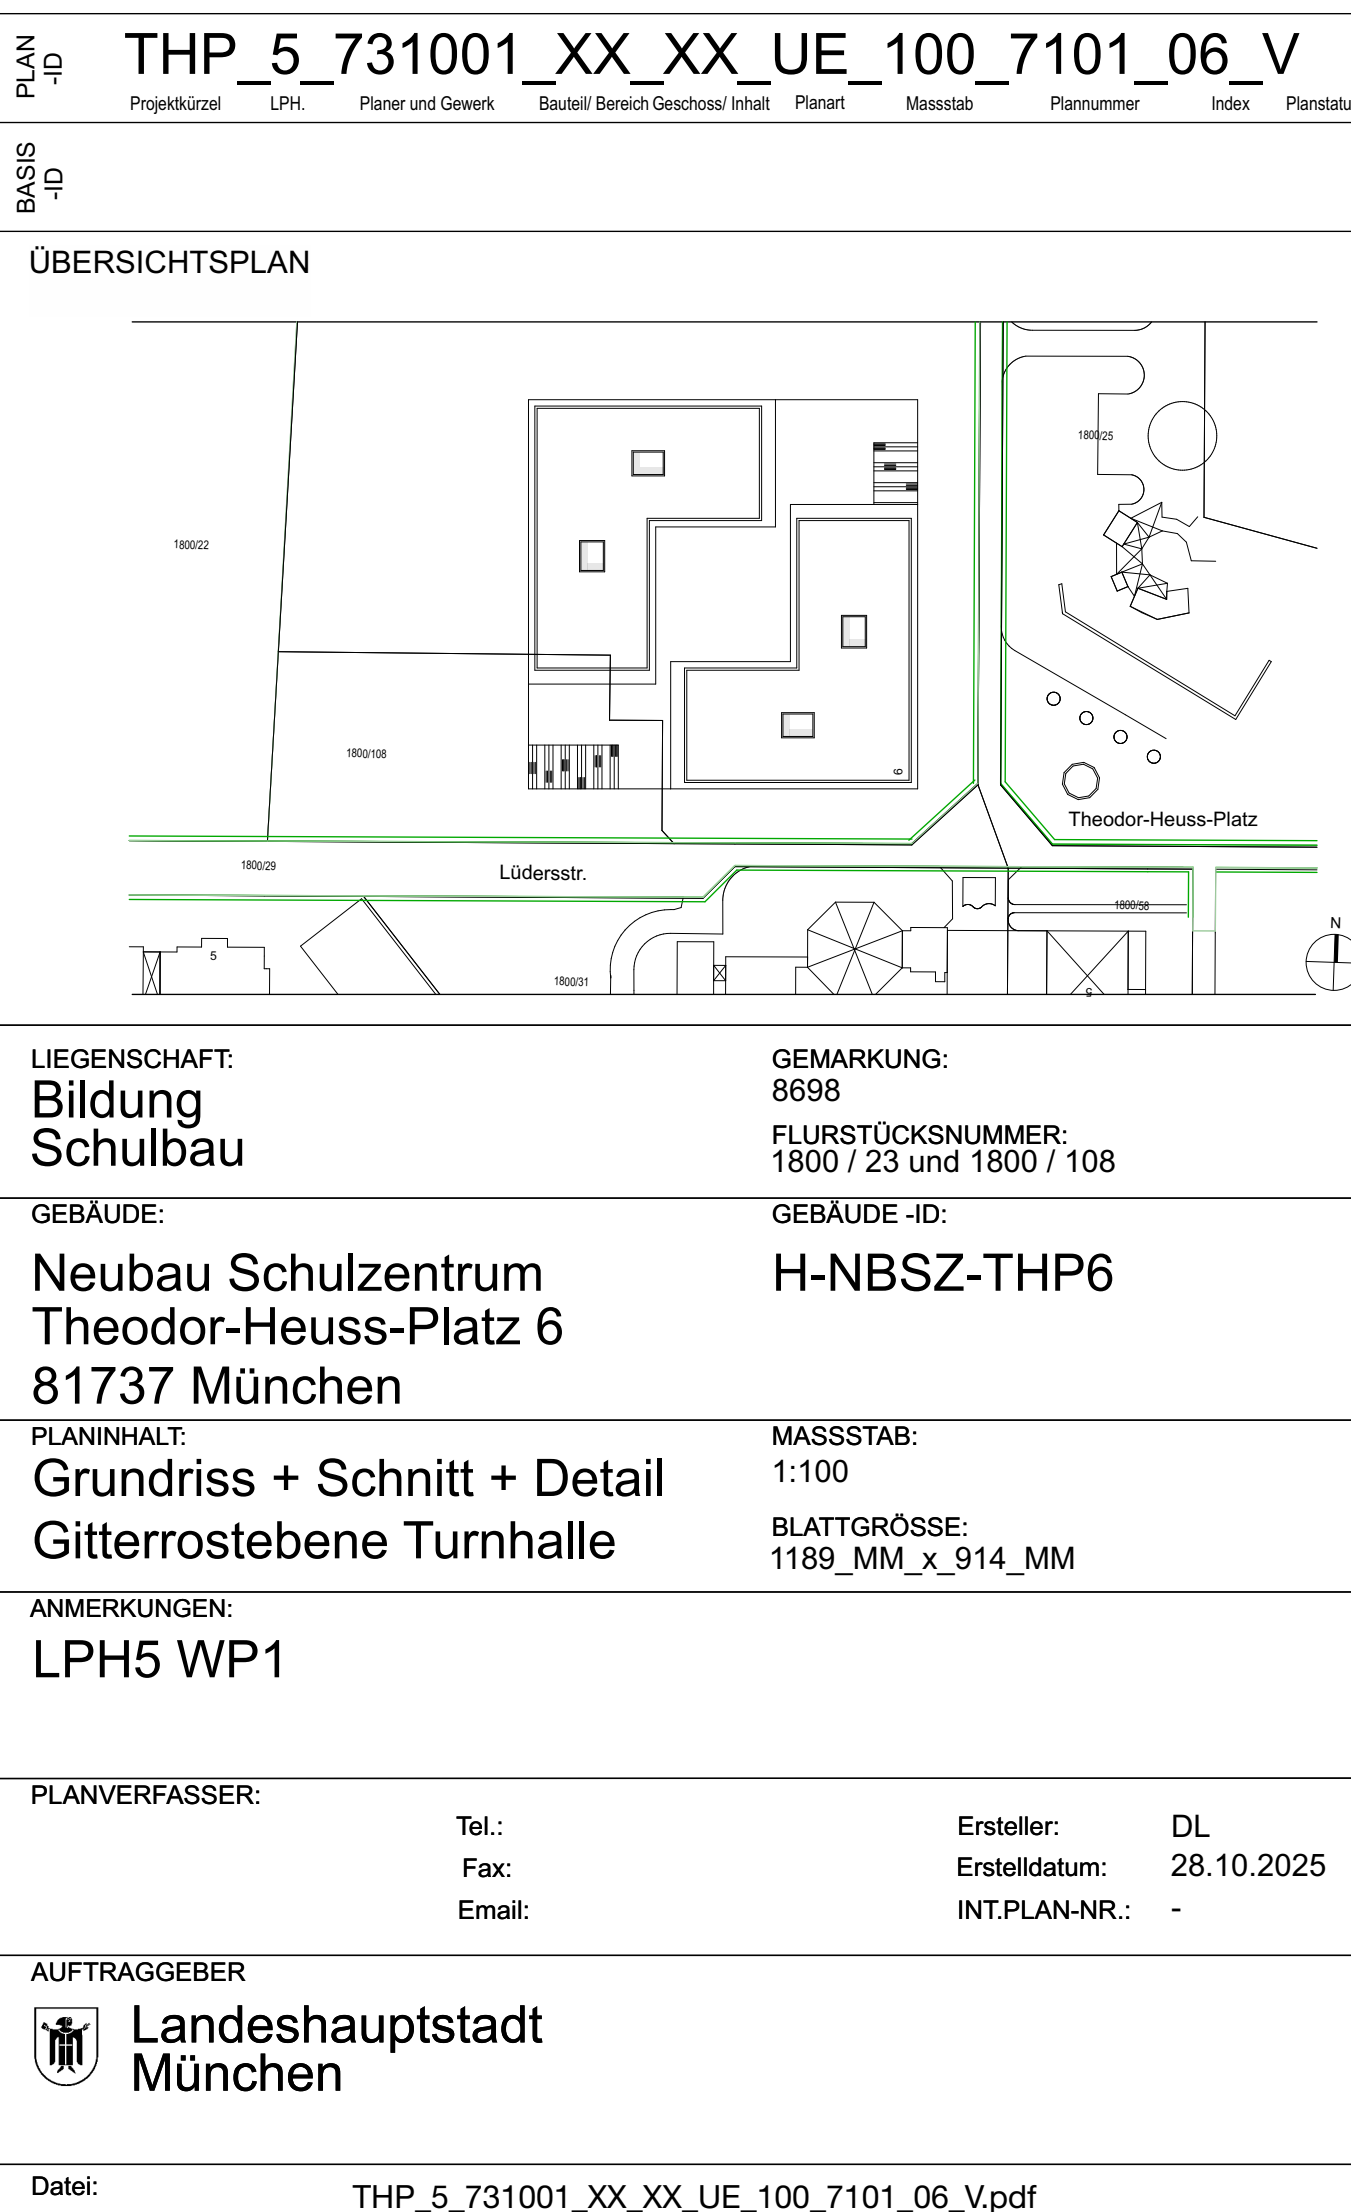 PLAN
-ID
THP_5_731001_XX_XX_UE_100_7101_06_V
Projektkürzel LPH. Planer und Gewerk Bauteil/ Bereich Geschoss/ Inhalt Planart Massstab Plannummer Index Planstatu
BASIS
-ID
ÜBERSICHTSPLAN
1800/25
1800/22
1800/108
6
Theodor-Heuss-Platz
1800/29
Lüdersstr.
1800/58
N
5
1800/31
5
LIEGENSCHAFT:
Bildung
Schulbau
GEMARKUNG:
8698
FLURSTÜCKSNUMMER:
1800 / 23 und 1800 / 108
GEBÄUDE:
Neubau Schulzentrum
Theodor-Heuss-Platz 6
81737 München
GEBÄUDE -ID:
H-NBSZ-THP6
PLANINHALT:
Grundriss + Schnitt + Detail
Gitterrostebene Turnhalle
MASSSTAB:
1:100
BLATTGRÖSSE:
1189_MM_x_914_MM
ANMERKUNGEN:
LPH5 WP1
PLANVERFASSER:
Tel.:
Fax:
Email:
Ersteller: DL
Erstelldatum: 28.10.2025
INT.PLAN-NR.: -
AUFTRAGGEBER
Landeshauptstadt
München
Datei: THP_5_731001_XX_XX_UE_100_7101_06_V.pdf